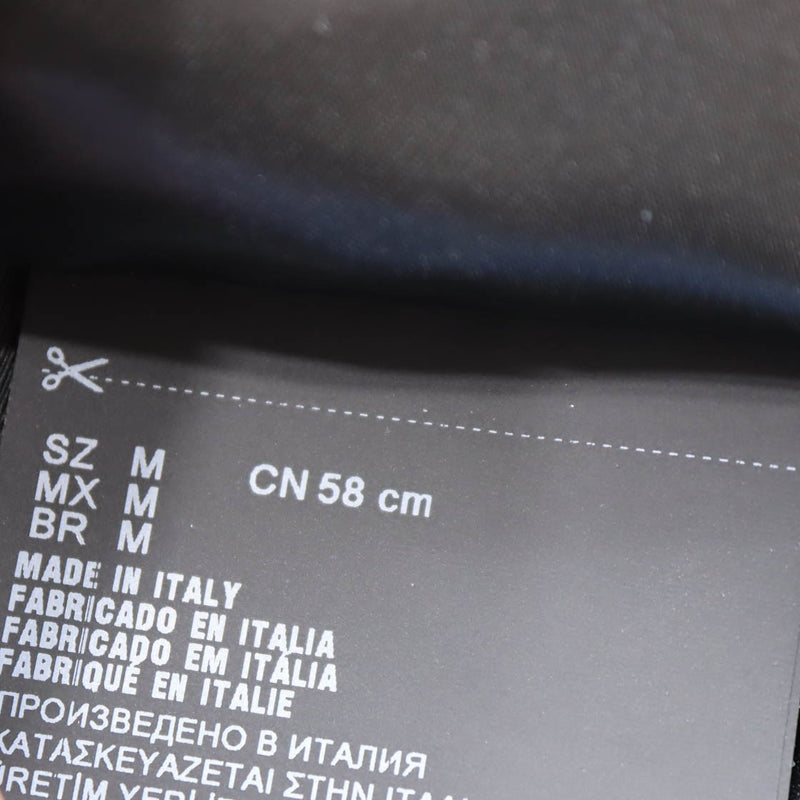 SZ M
MX M CN 58 cm
BR M
MADE IN ITALY
FABRICADO EN ITALIA
FABRICADO EM ITÁLIA
FABRIQUÉ EN ITALIE
ПРОИЗВЕДЕНО В ИТАЛИЯ
ΚΑΤΑΣΚΕΥΑΖΕΤΑΙ ΣΤΗΝ
ÜRETİM